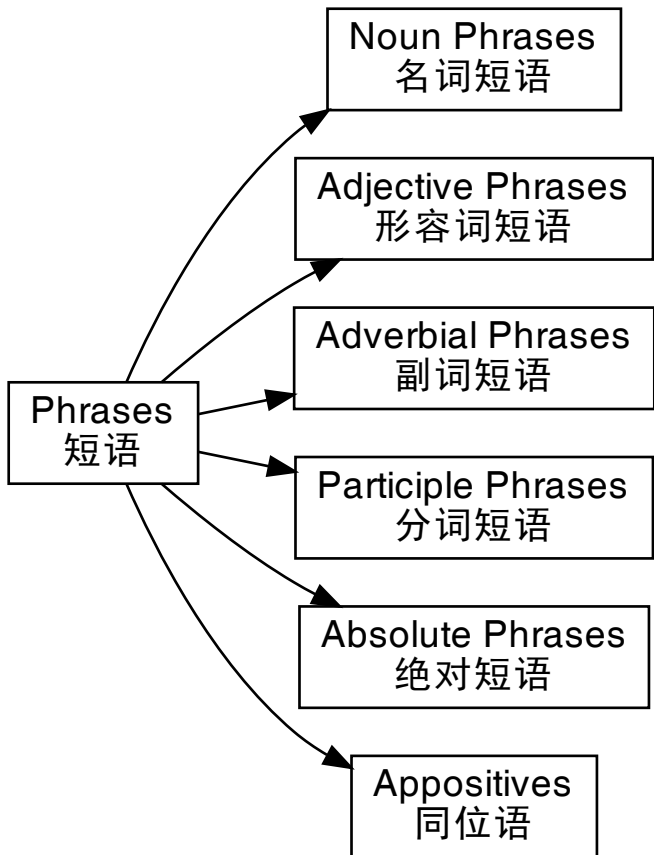 Noun Phrases
名词短语
Adjective Phrases
形容词短语
Adverbial Phrases
副词短语
Phrases
短语
Participle Phrases
分词短语
Absolute Phrases
绝对短语
Appositives
同位语